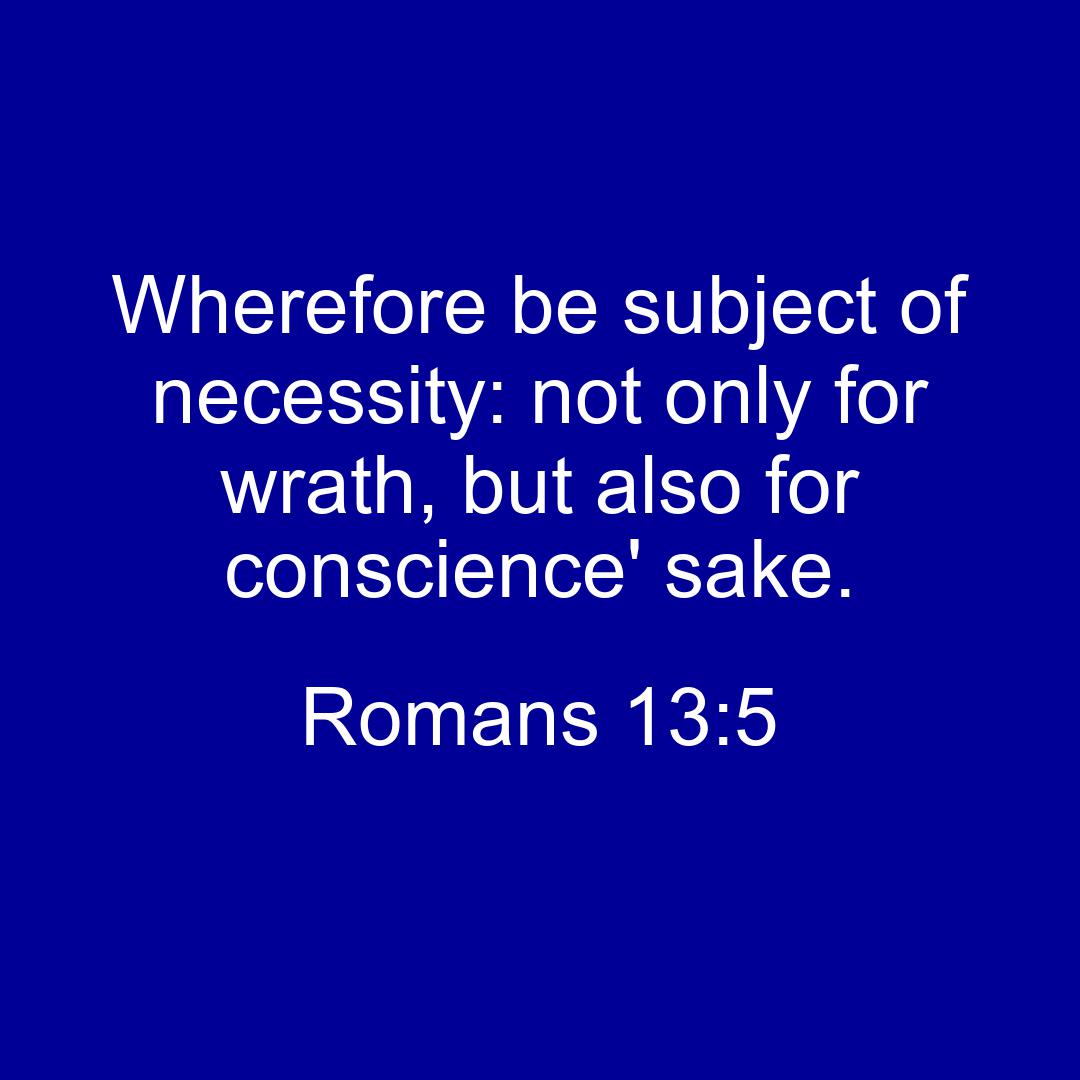 Wherefore be subject of
necessity: not only for
wrath, but also for
conscience' sake.
Romans 13:5